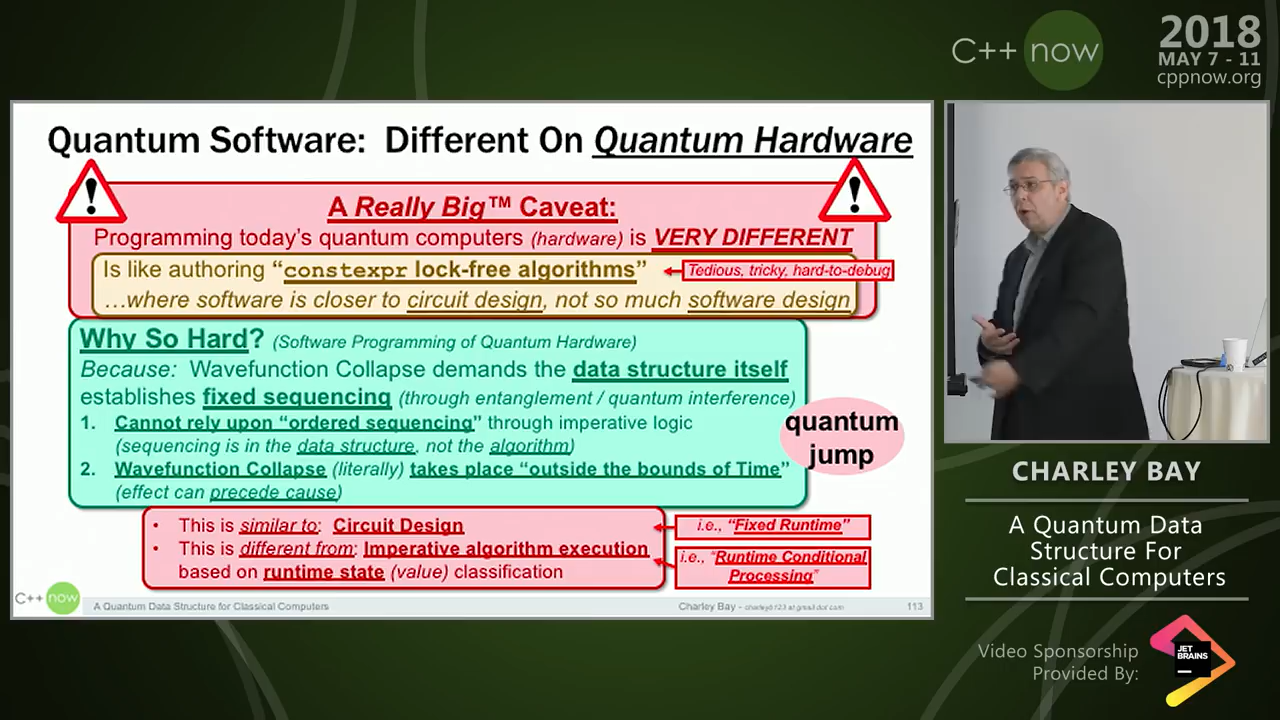 C++ now
2018
MAY 7 - 11
cppnow.org
Quantum Software: Different On Quantum Hardware
A Really Big™ Caveat:
Programming today's quantum computers (hardware) is VERY DIFFERENT
Is like authoring "constexpr lock-free algorithms"
Tedious, tricky, hard-to-debug
...where software is closer to circuit design, not so much software design
Why So Hard? (Software Programming of Quantum Hardware)
Because: Wavefunction Collapse demands the data structure itself
establishes fixed sequencing (through entanglement / quantum interference)
1. Cannot rely upon "ordered sequencing" through imperative logic
(sequencing is in the data structure, not the algorithm)
2. Wavefunction Collapse (literally) takes place "outside the bounds of Time"
(effect can precede cause)
quantum
jump
• This is similar to: Circuit Design
i.e., "Fixed Runtime"
• This is different from: Imperative algorithm execution
based on runtime state (value) classification
i.e., "Runtime Conditional
Processing"
C++ now
A Quantum Data Structure for Classical Computers
Charley Bay - charleyb123 at gmail dot com
113
CHARLEY BAY
A Quantum Data
Structure For
Classical Computers
Video Sponsorship
Provided By:
JET
BRAINS